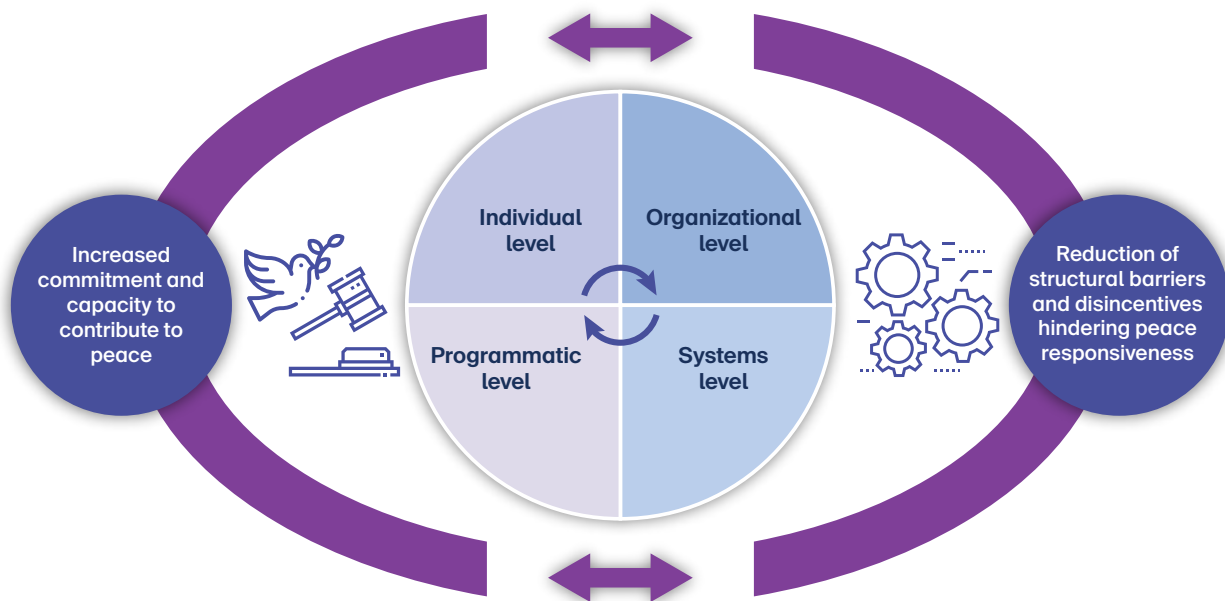 Increased
commitment and
capacity to
contribute to
peace
Individual
level
Organizational
level
Programmatic
level
Systems
level
Reduction of
structural barriers
and disincentives
hindering peace
responsiveness